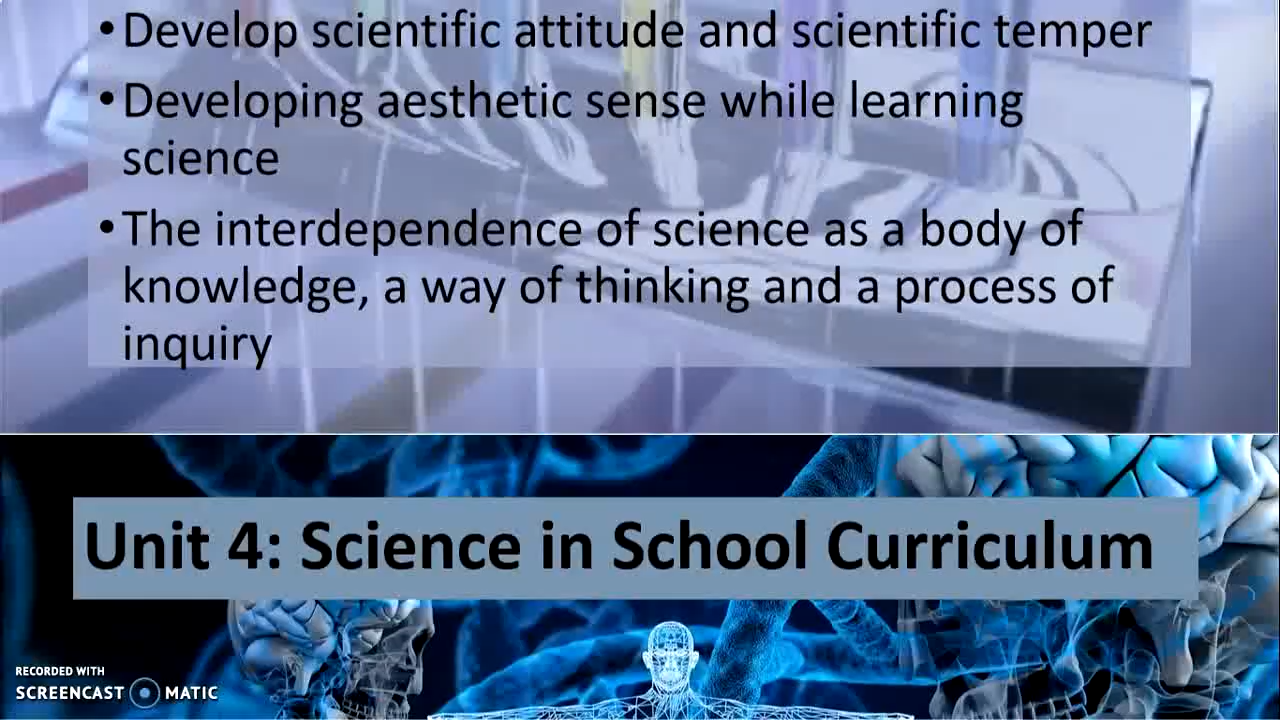 •Develop scientific attitude and scientific temper
•Developing aesthetic sense while learning
science
•The interdependence of science as a body of
knowledge, a way of thinking and a process of
inquiry
Unit 4: Science in School Curriculum
RECORDED WITH
SCREENCAST MATIC